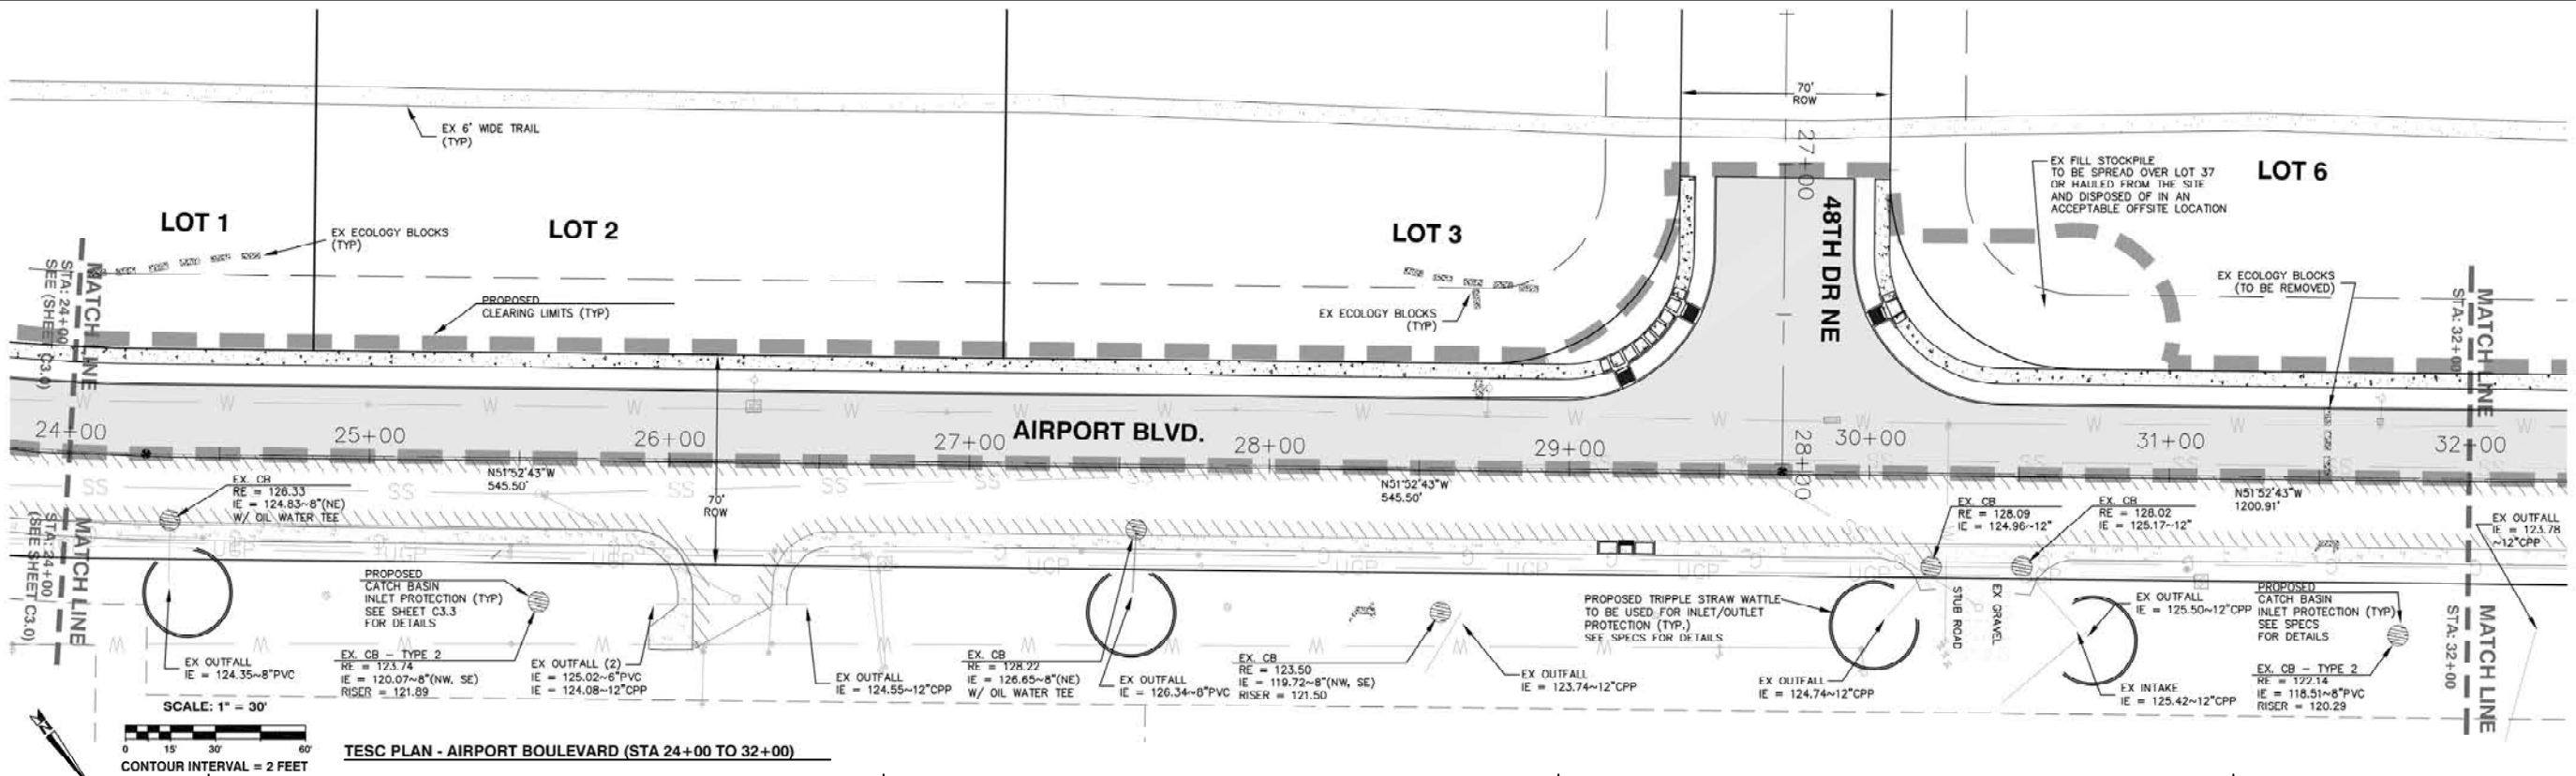 70'
ROW
EX 6' WIDE TRAIL
(TYP)
27+00
EX FILL STOCKPILE
TO BE SPREAD OVER LOT 37
OR HAULED FROM THE SITE
AND DISPOSED OF IN AN
ACCEPTABLE OFFSITE LOCATION
LOT 6
LOT 1
LOT 2
LOT 3
48TH DR NE
EX ECOLOGY BLOCKS
(TYP)
MATCH LINE
STA: 24+00
SEE (SHEET C3.0)
PROPOSED
CLEARING LIMITS (TYP)
EX ECOLOGY BLOCKS
(TYP)
EX ECOLOGY BLOCKS
(TO BE REMOVED)
MATCH LINE
STA: 32+00
W W W W W W W W
24+00
25+00
26+00
27+00
AIRPORT BLVD.
28+00
29+00
28+00
30+00
31+00
32+00
N51°52'43"W
545.50'
N51°52'43"W
545.50'
N51°52'43"W
1200.91'
SS SS SS SS
EX. CB
RE = 126.33
IE = 124.83~8"(NE)
W/ OIL WATER TEE
EX. CB
RE = 128.09
IE = 124.96~12"
EX. CB
RE = 128.02
IE = 125.17~12"
EX OUTFALL
IE = 123.78
~12"CPP
MATCH LINE
STA: 24+00
(SEE SHEET C3.0)
UGP UGP UGP UGP UGP UGP
70'
ROW
PROPOSED
CATCH BASIN
INLET PROTECTION (TYP)
SEE SHEET C3.3
FOR DETAILS
PROPOSED TRIPPLE STRAW WATTLE
TO BE USED FOR INLET/OUTLET
PROTECTION (TYP.)
SEE SPECS FOR DETAILS
STUB ROAD
EX GRAVEL
EX OUTFALL
IE = 125.50~12"CPP
PROPOSED
CATCH BASIN
INLET PROTECTION (TYP)
SEE SPECS
FOR DETAILS
MATCH LINE
STA: 32+00
EX OUTFALL
IE = 124.35~8"PVC
EX. CB - TYPE 2
RE = 123.74
IE = 120.07~8"(NW, SE)
RISER = 121.89
EX OUTFALL (2)
IE = 125.02~6"PVC
IE = 124.08~12"CPP
EX OUTFALL
IE = 124.55~12"CPP
EX. CB
RE = 128.22
IE = 126.65~8"(NE)
W/ OIL WATER TEE
EX OUTFALL
IE = 126.34~8"PVC
EX. CB
RE = 123.50
IE = 119.72~8"(NW, SE)
RISER = 121.50
EX OUTFALL
IE = 123.74~12"CPP
EX OUTFALL
IE = 124.74~12"CPP
EX INTAKE
IE = 125.42~12"CPP
EX. CB - TYPE 2
RE = 122.14
IE = 118.51~8"PVC
RISER = 120.29
SCALE: 1" = 30'
0 15' 30' 60'
CONTOUR INTERVAL = 2 FEET
TESC PLAN - AIRPORT BOULEVARD (STA 24+00 TO 32+00)